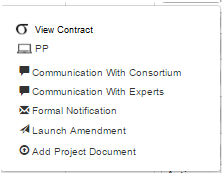 View Contract
PP
Communication With Consortium
Communication With Experts
Formal Notification
Launch Amendment
Add Project Document